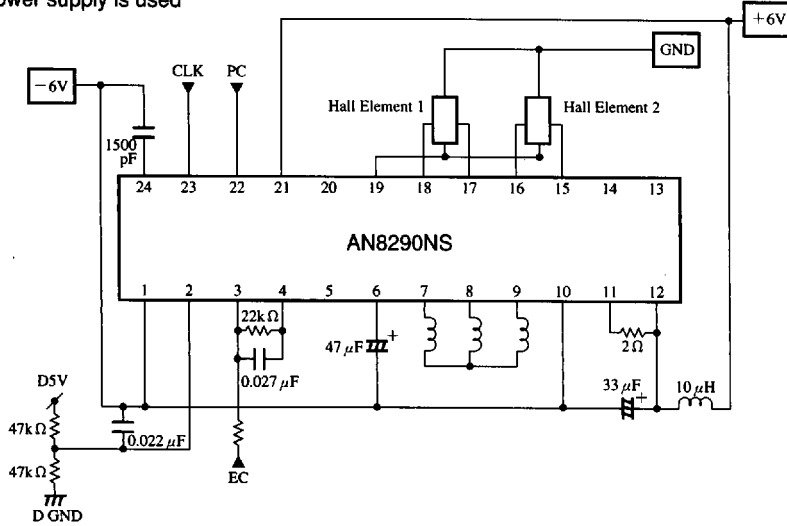 power supply is used
+6V
GND
−6V
CLK
PC
Hall Element 1
Hall Element 2
1500
pF
24 23 22 21 20 19 18 17 16 15 14 13
AN8290NS
1 2 3 4 5 6 7 8 9 10 11 12
22kΩ
47 μF
+
2Ω
0.027 μF
D5V
33 μF
+
10 μH
47kΩ
0.022 μF
47kΩ
EC
D GND